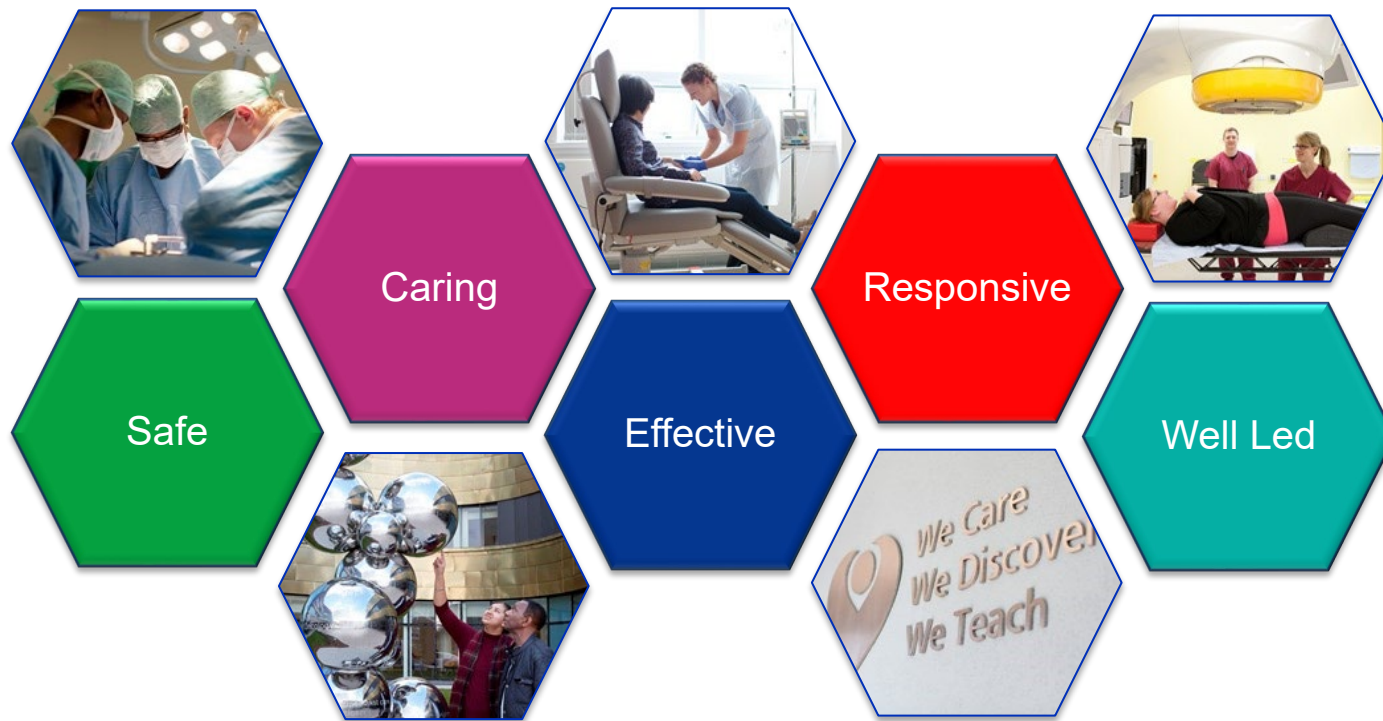 Caring
Responsive
Safe
Effective
Well Led
We Care
We Discover
We Teach